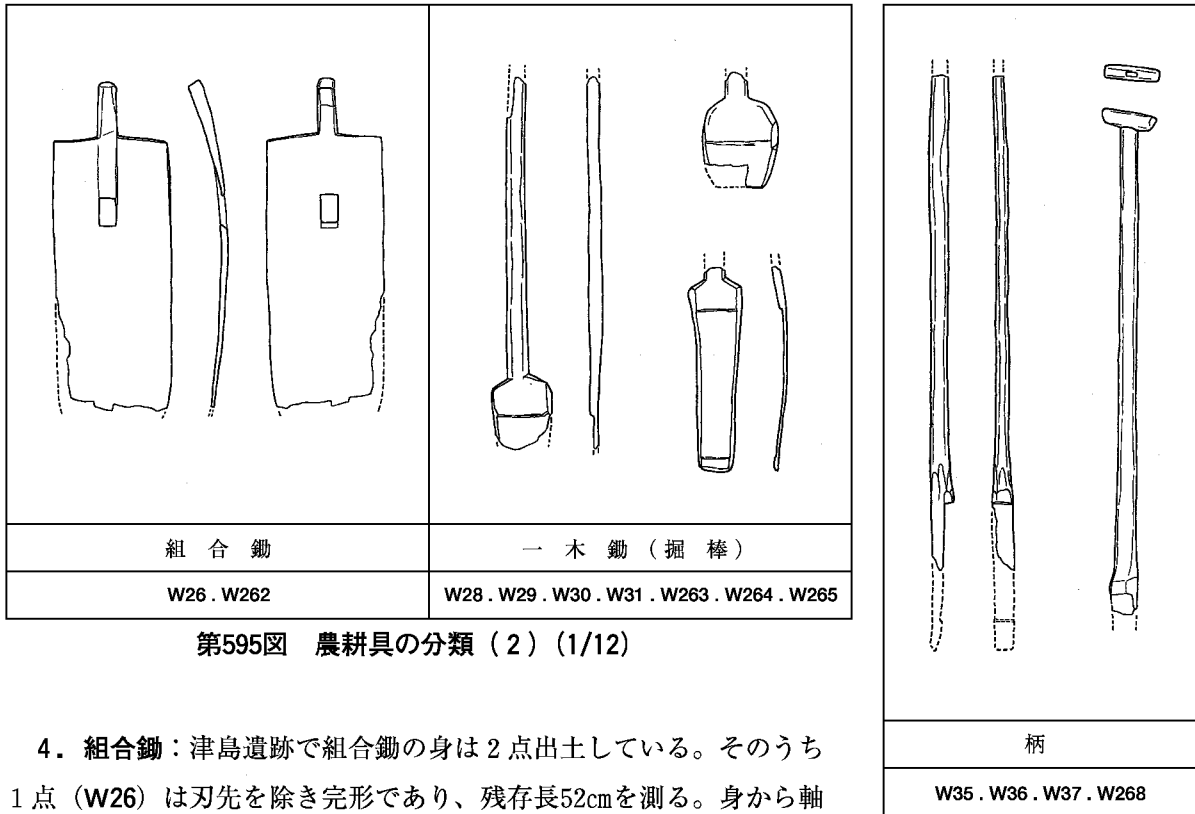 組合鋤
一木鋤(掘棒)
W26．W262
W28．W29．W30．W31．W263．W264．W265
第595図　農耕具の分類（2）(1/12)
柄
W35．W36．W37．W268
4．組合鋤：津島遺跡で組合鋤の身は2点出土している。そのうち
1点（W26）は刃先を除き完形であり、残存長52㎝を測る。身から軸